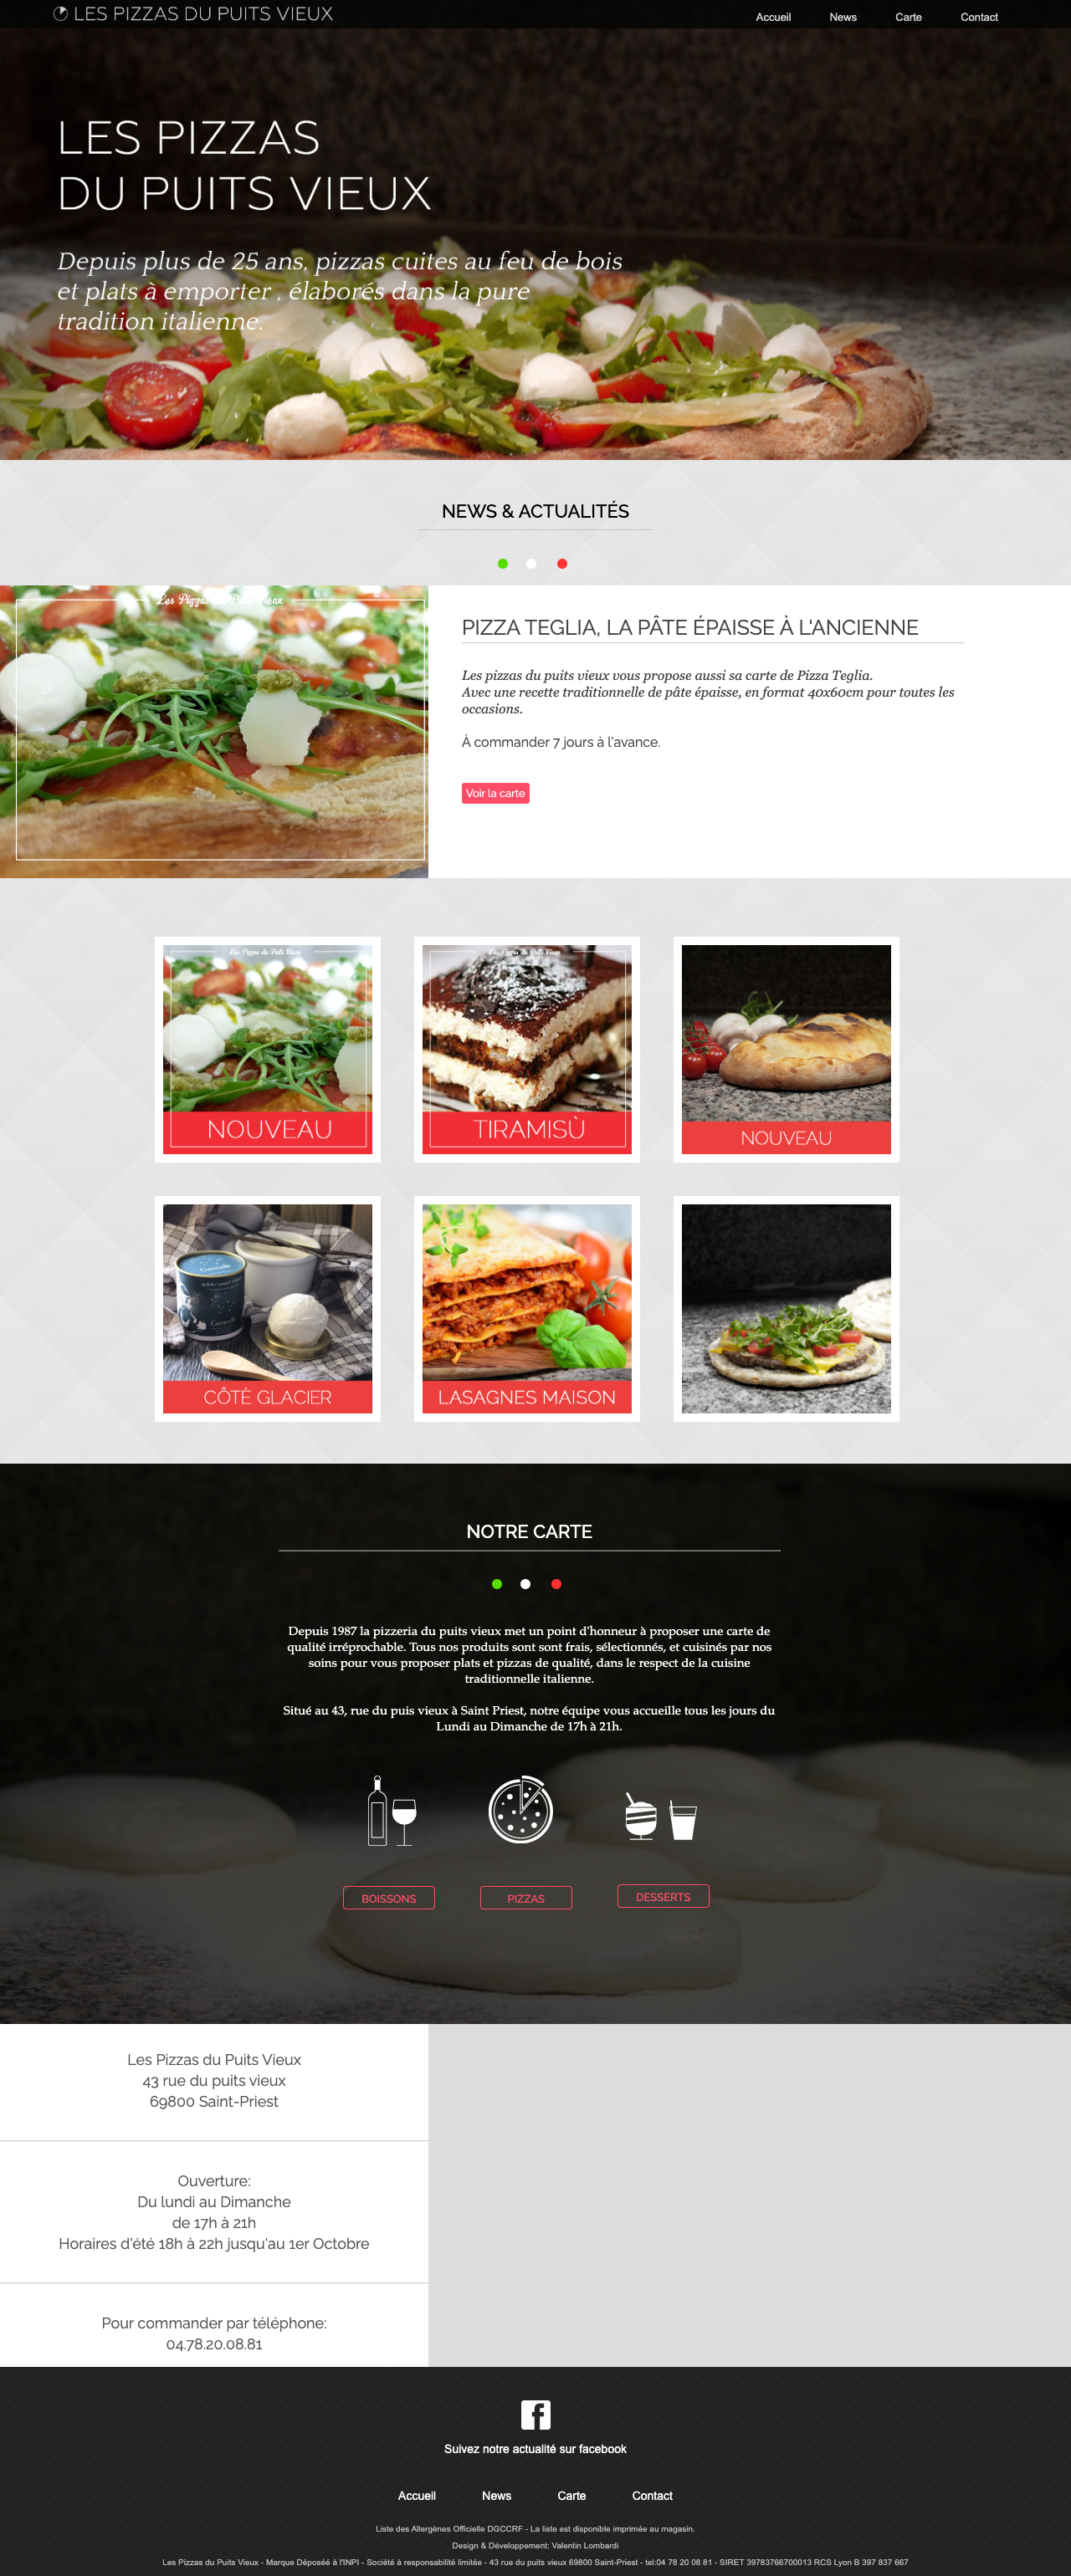 LES PIZZAS DU PUITS VIEUX
Accueil News Carte Contact
LES PIZZAS
DU PUITS VIEUX
Depuis plus de 25 ans, pizzas cuites au feu de bois
et plats à emporter , élaborés dans la pure
tradition italienne.
NEWS & ACTUALITÉS
Les Pizzas du Puits Vieux
PIZZA TEGLIA, LA PÂTE ÉPAISSE À L'ANCIENNE
Les pizzas du puits vieux vous propose aussi sa carte de Pizza Teglia.
Avec une recette traditionnelle de pâte épaisse, en format 40x60cm pour toutes les
occasions.
À commander 7 jours à l'avance.
Voir la carte
Les Pizzas du Puits Vieux
NOUVEAU
Les Pizzas du Puits Vieux
TIRAMISÙ
NOUVEAU
CÔTÉ GLACIER
LASAGNES MAISON
NOTRE CARTE
Depuis 1987 la pizzeria du puits vieux met un point d'honneur à proposer une carte de
qualité irréprochable. Tous nos produits sont sont frais, sélectionnés, et cuisinés par nos
soins pour vous proposer plats et pizzas de qualité, dans le respect de la cuisine
traditionnelle italienne.
Situé au 43, rue du puis vieux à Saint Priest, notre équipe vous accueille tous les jours du
Lundi au Dimanche de 17h à 21h.
BOISSONS PIZZAS DESSERTS
Les Pizzas du Puits Vieux
43 rue du puits vieux
69800 Saint-Priest
Ouverture:
Du lundi au Dimanche
de 17h à 21h
Horaires d'été 18h à 22h jusqu'au 1er Octobre
Pour commander par téléphone:
04.78.20.08.81
Suivez notre actualité sur facebook
Accueil News Carte Contact
Liste des Allergènes Officielle DGCCRF - La liste est disponible imprimée au magasin.
Design & Développement: Valentin Lombardi
Les Pizzas du Puits Vieux - Marque Déposéé à l'INPI - Société à responsabilité limitée - 43 rue du puits vieux 69800 Saint-Priest - tel:04 78 20 08 81 - SIRET 39783766700013 RCS Lyon B 397 837 667